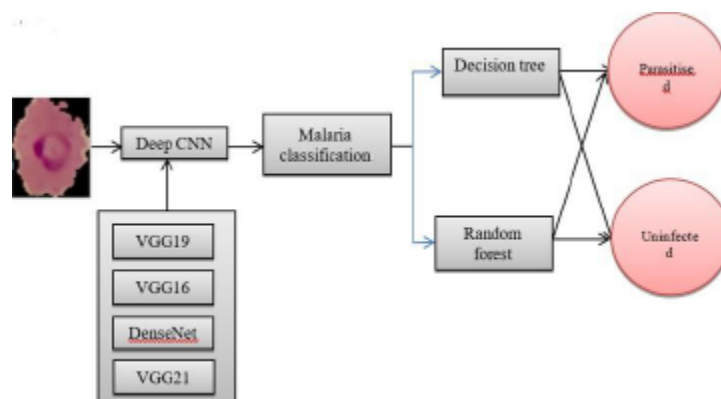 Deep CNN
VGG19
VGG16
DenseNet
VGG21
Malaria
classification
Decision tree
Random
forest
Parasitise
d
Uninfecte
d